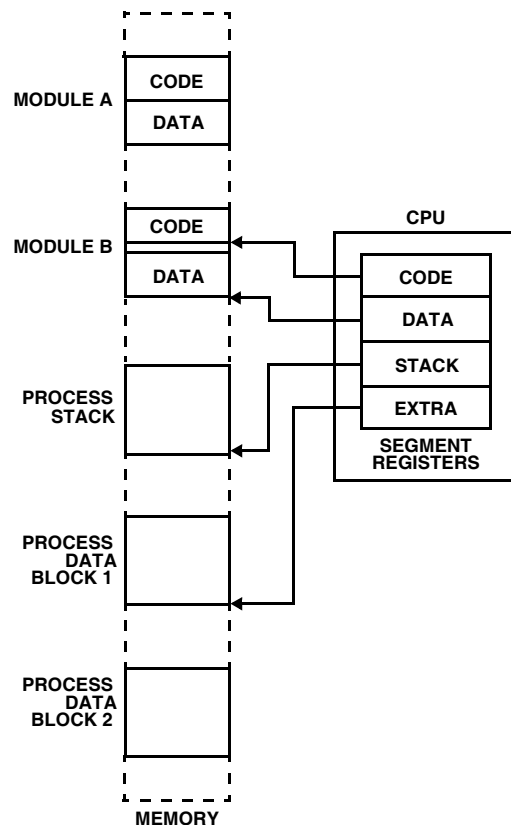 MODULE A
CODE
DATA
MODULE B
CODE
DATA
PROCESS
STACK
PROCESS
DATA
BLOCK 1
PROCESS
DATA
BLOCK 2
MEMORY
CPU
CODE
DATA
STACK
EXTRA
SEGMENT
REGISTERS